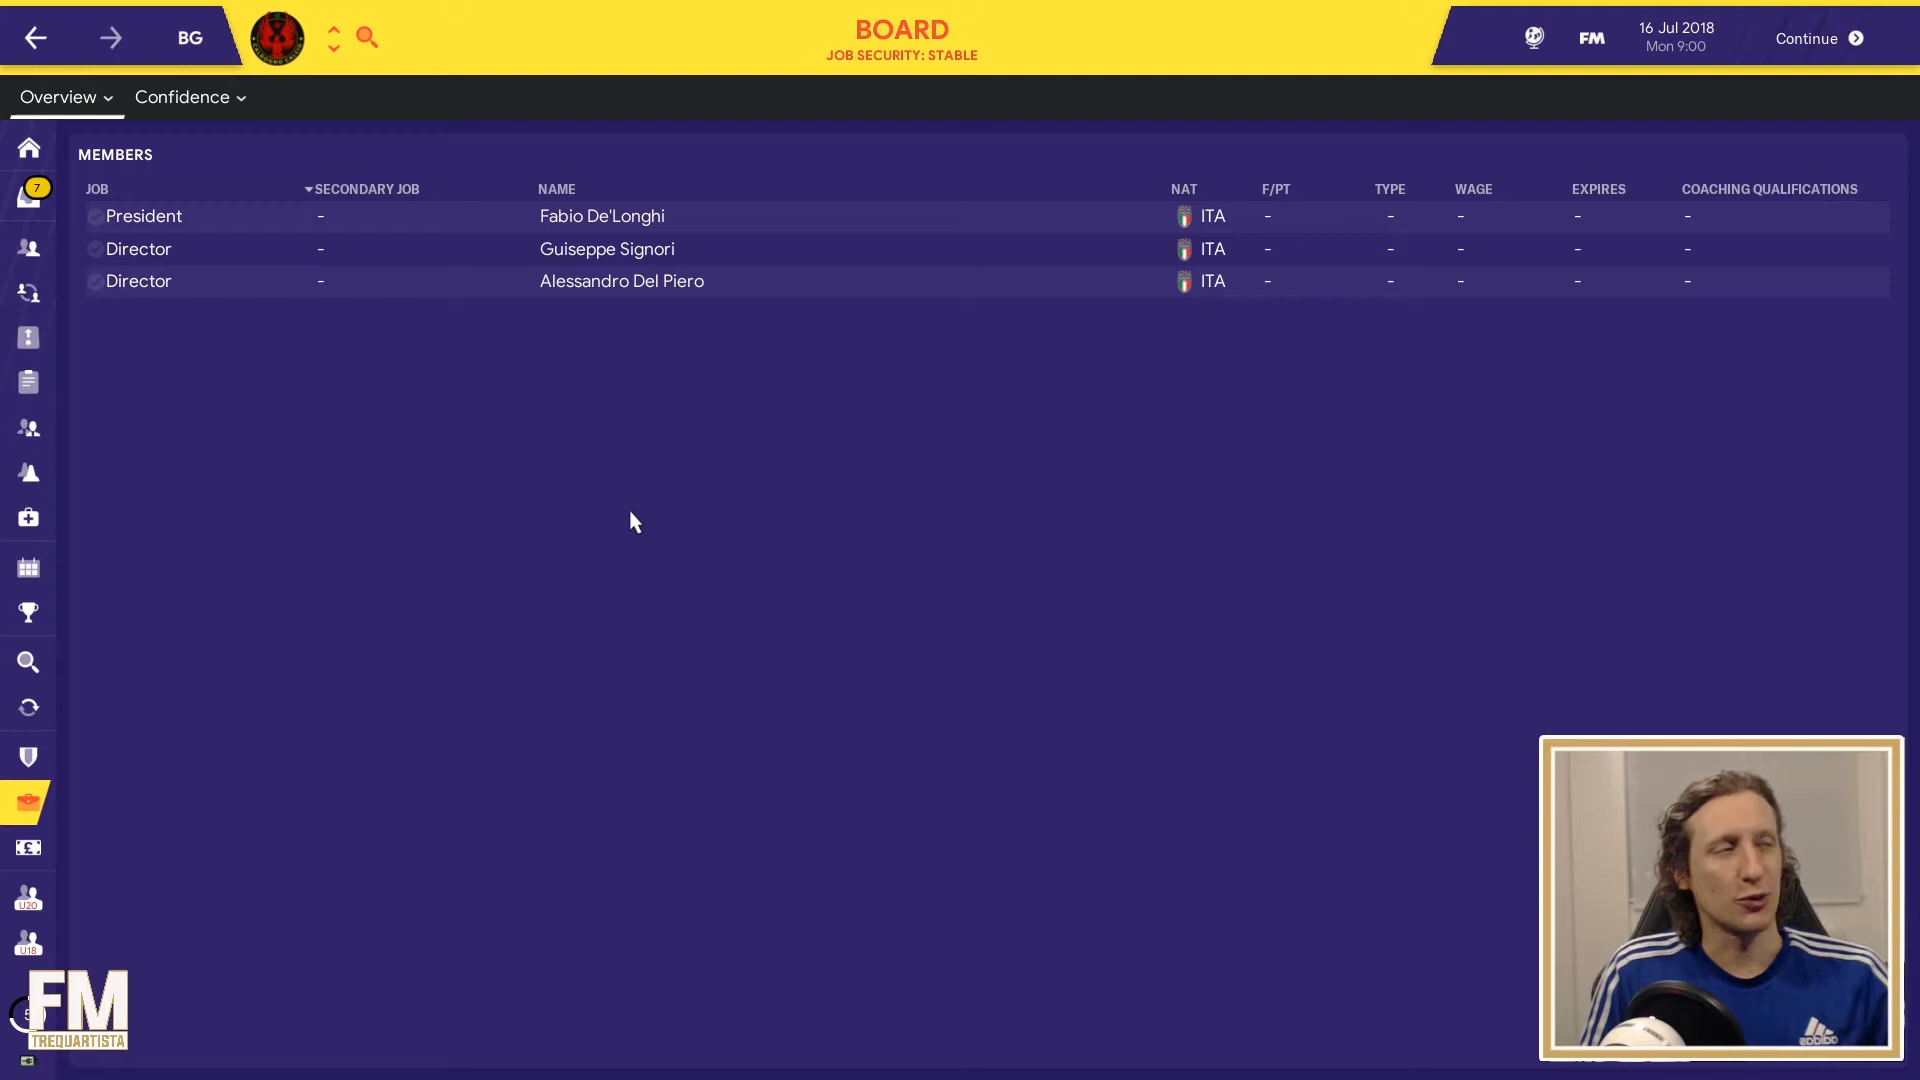 BG
BOARD
JOB SECURITY: STABLE
FM
16 Jul 2018
Mon 9:00
Continue
Overview
Confidence
7
MEMBERS
JOB SECONDARY JOB NAME NAT F/PT TYPE WAGE EXPIRES COACHING QUALIFICATIONS
President - Fabio De'Longhi ITA - - - - -
Director - Guiseppe Signori ITA - - - - -
Director - Alessandro Del Piero ITA - - - - -
£
U20
U18
FM
TREQUARTISTA
adidas